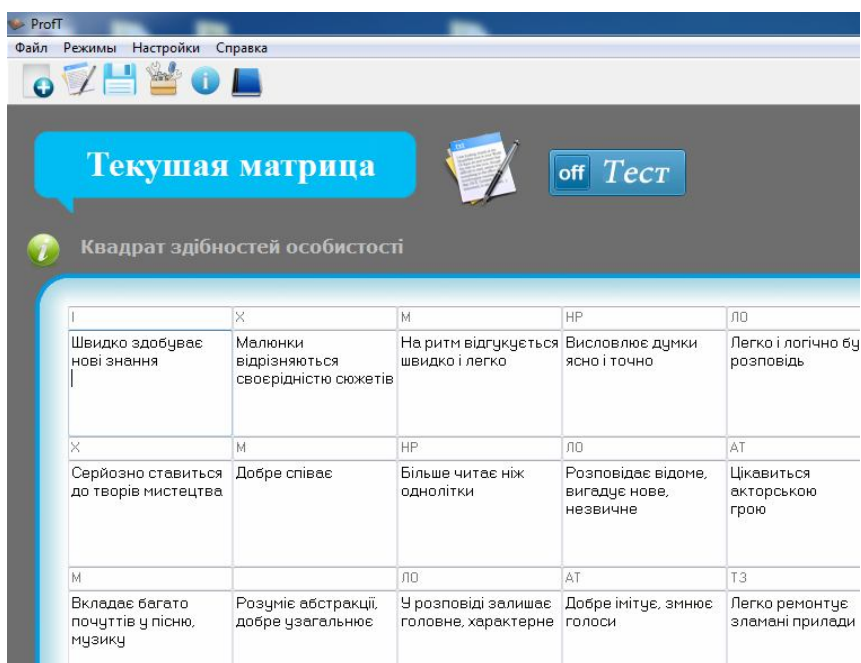 ProfT
Файл Режимы Настройки Справка
Текушая матрица
off Тест
Квадрат здібностей особистості
І Х М НР ЛО
Швидко здобуває На ритм відгукується Висловлює думки Легко і логічно бу
нові знання
Малюнки
відрізняються
своєрідністю сюжетів
швидко і легко
ясно і точно
розповідь
Х М НР ЛО АТ
Серйозно ставиться
до творів мистецтва
Добре співає
Більше читає ніж
однолітки
Розповідає відоме,
вигадує нове,
незвичне
Цікавиться
акторською
грою
М ЛО АТ ТЗ
Вкладає багато
почуттів у пісню,
музику
Розуміє абстракції,
добре узагальнює
У розповіді залишає
головне, характерне
Добре імітує, змнює
голоси
Легко ремонтує
зламані прилади